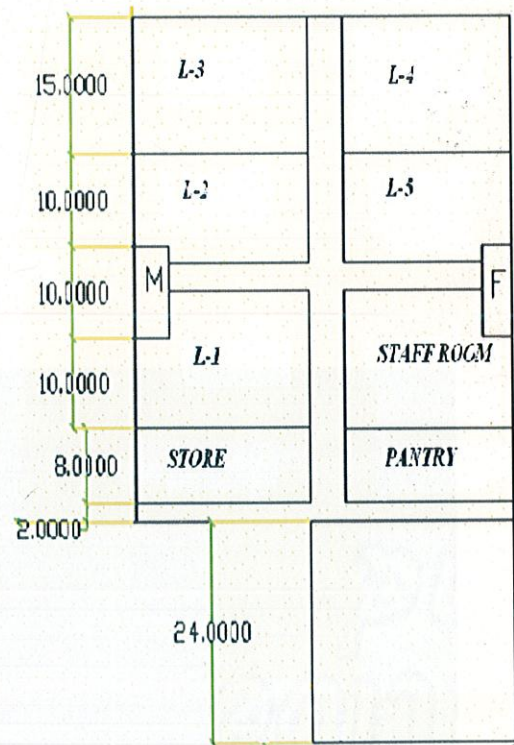 15.0000
L-3
L-4
10.0000
L-2
L-5
10.0000
M
F
10.0000
L-1
STAFF ROOM
8.0000
STORE
PANTRY
2.0000
24.0000